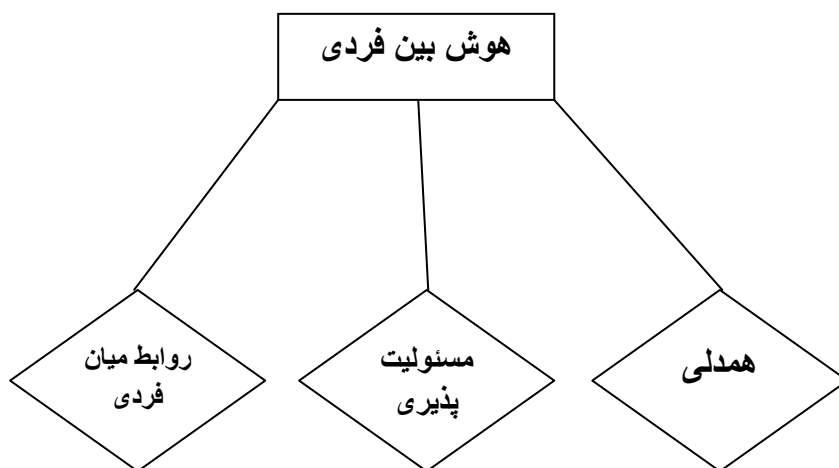 هوش بین فردی
همدلی
مسئولیت
پذیری
روابط میان
فردی